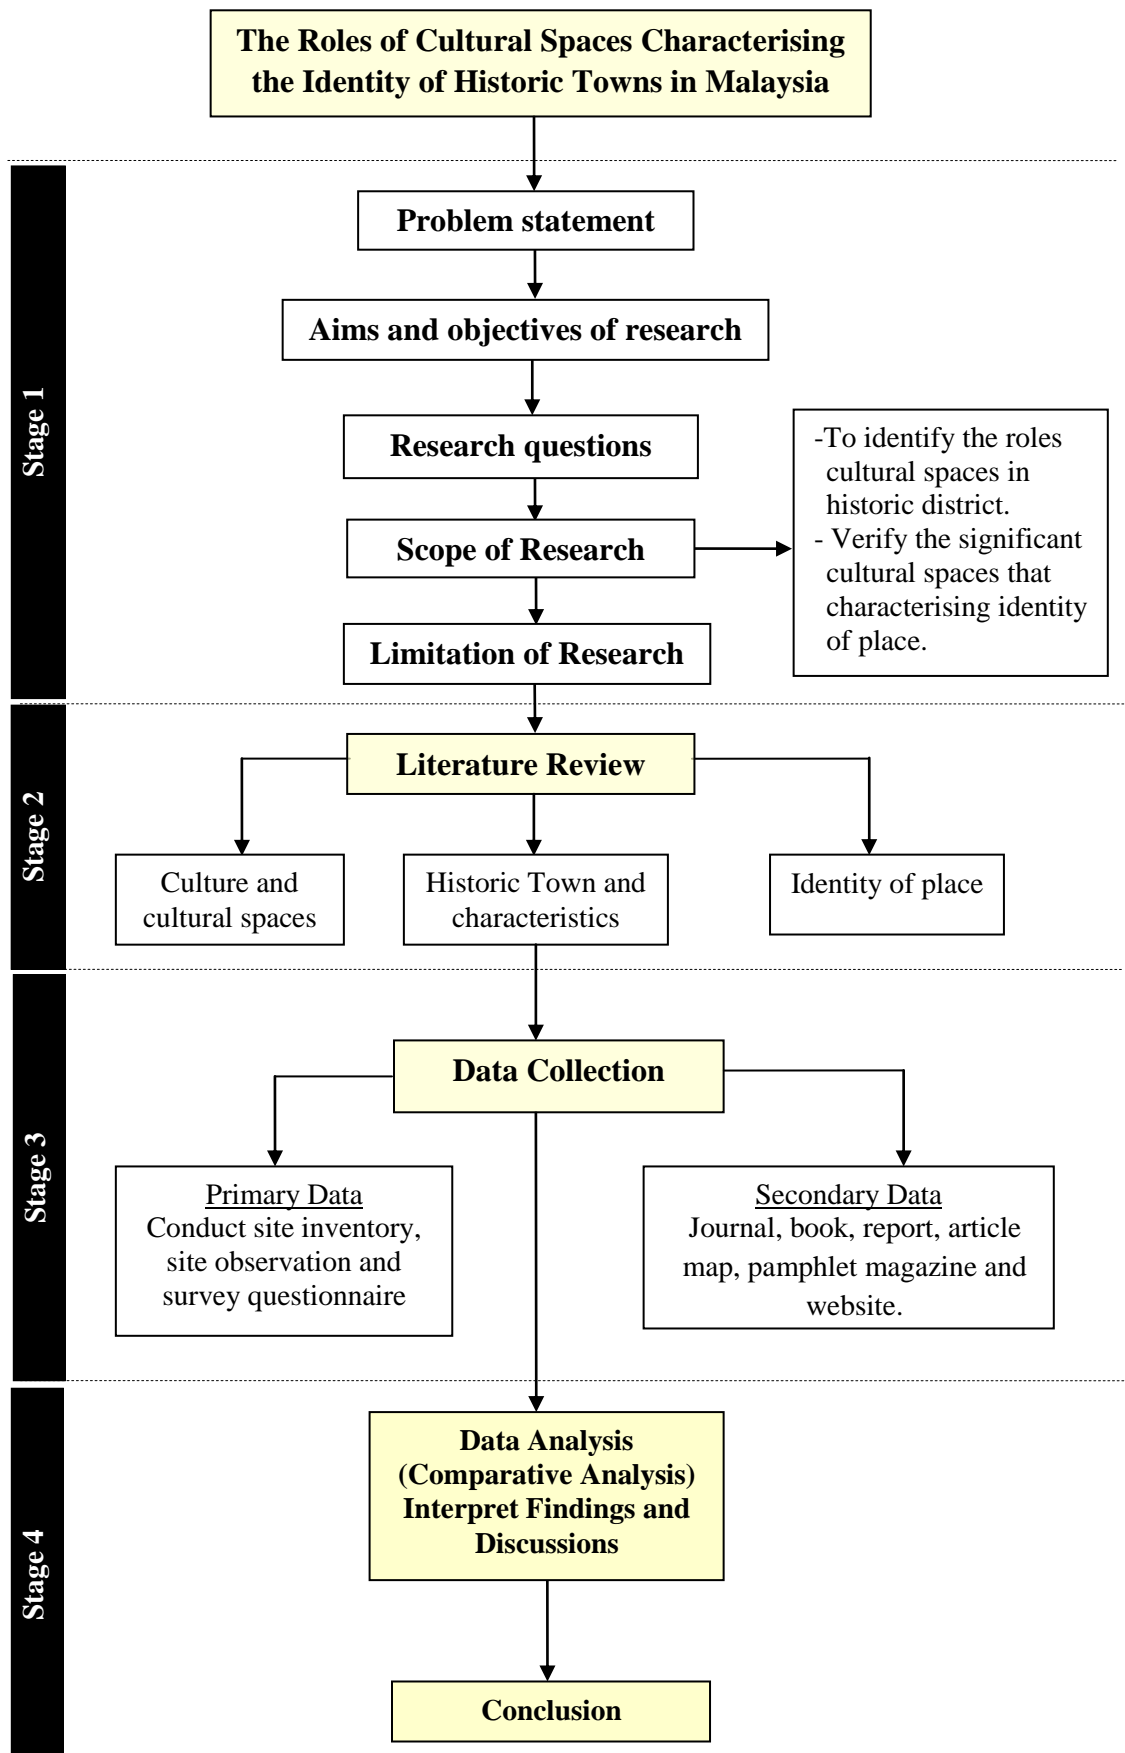 The Roles of Cultural Spaces Characterising
the Identity of Historic Towns in Malaysia
Stage 1
Problem statement
Aims and objectives of research
Research questions
Scope of Research
-To identify the roles
cultural spaces in
historic district.
- Verify the significant
cultural spaces that
characterising identity
of place.
Limitation of Research
Stage 2
Literature Review
Culture and
cultural spaces
Historic Town and
characteristics
Identity of place
Stage 3
Data Collection
Primary Data
Conduct site inventory,
site observation and
survey questionnaire
Secondary Data
Journal, book, report, article
map, pamphlet magazine and
website.
Stage 4
Data Analysis
(Comparative Analysis)
Interpret Findings and
Discussions
Conclusion